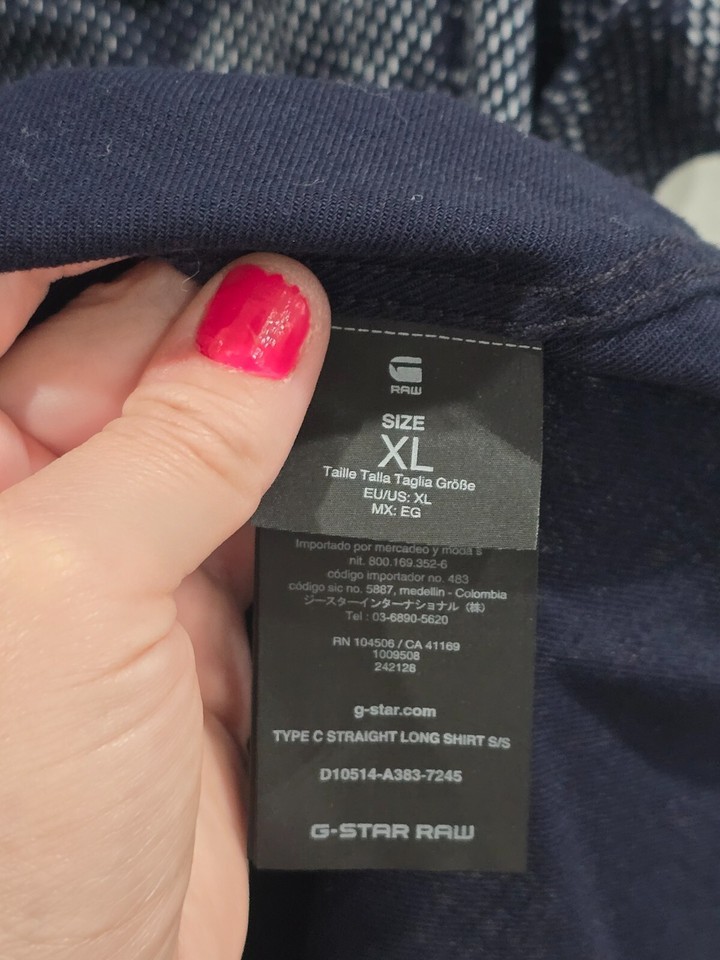 RAW
SIZE
XL
Taille Talla Taglia Größe
EU/US: XL
MX: EG
Importado por mercadeo y moda s
nit. 800.169.352-6
código importador no. 483
código sic no. 5887, medellin - Colombia
ジースターインターナショナル (株)
Tel : 03-6890-5620
RN 104506 / CA 41169
1009508
242128
g-star.com
TYPE C STRAIGHT LONG SHIRT S/S
D10514-A383-7245
G-STAR RAW